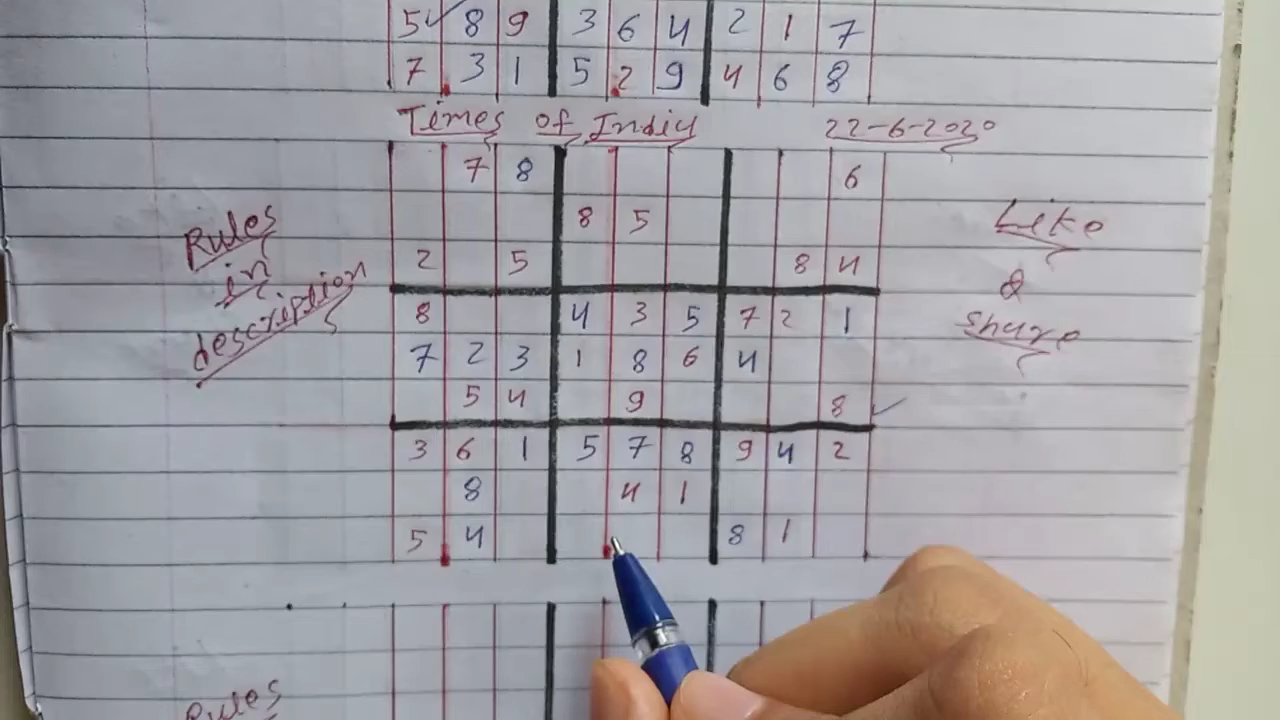 5 8 9 3 6 4 2 1 7
7 3 1 5 2 9 4 6 8
Times of Indiy 22-6-2020
7 8 6
8 5
2 5 8 4
8 4 3 5 7 2 1
7 2 3 1 8 6 4
5 4 9 8
3 6 1 5 7 8 9 4 2
8 4 1
5 4 8 1
Rules
in
description
Like
&
Share
Rules